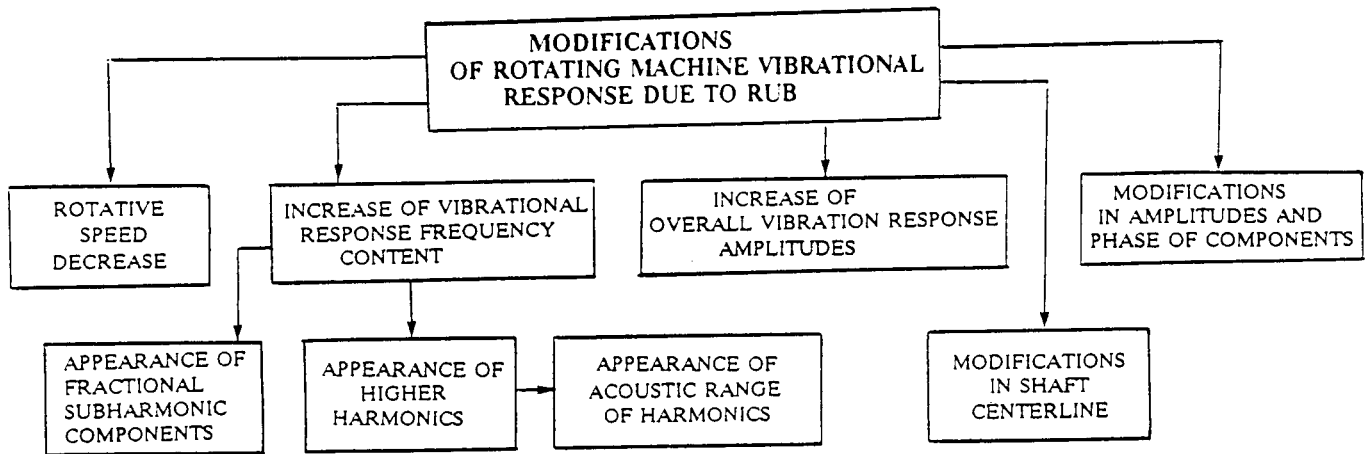 MODIFICATIONS
OF ROTATING MACHINE VIBRATIONAL
RESPONSE DUE TO RUB
ROTATIVE
SPEED
DECREASE
INCREASE OF VIBRATIONAL
RESPONSE FREQUENCY
CONTENT
INCREASE OF
OVERALL VIBRATION RESPONSE
AMPLITUDES
MODIFICATIONS
IN AMPLITUDES AND
PHASE OF COMPONENTS
APPEARANCE OF
FRACTIONAL
SUBHARMONIC
COMPONENTS
APPEARANCE OF
HIGHER
HARMONICS
APPEARANCE OF
ACOUSTIC RANGE
OF HARMONICS
MODIFICATIONS
IN SHAFT
CENTERLINE